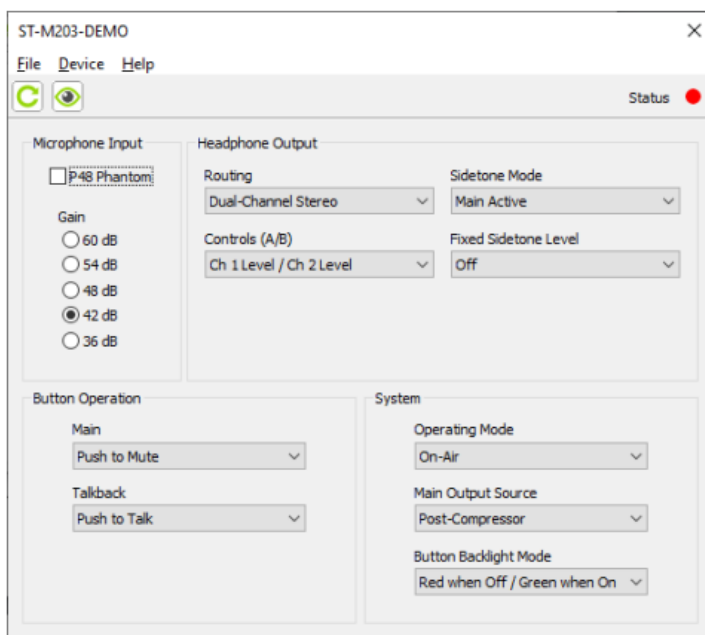 ST-M203-DEMO
File Device Help
Status
Microphone Input
P48 Phantom
Gain
60 dB
54 dB
48 dB
42 dB
36 dB
Headphone Output
Routing
Dual-Channel Stereo
Sidetone Mode
Main Active
Controls (A/B)
Ch 1 Level / Ch 2 Level
Fixed Sidetone Level
Off
Button Operation
Main
Push to Mute
Talkback
Push to Talk
System
Operating Mode
On-Air
Main Output Source
Post-Compressor
Button Backlight Mode
Red when Off / Green when On